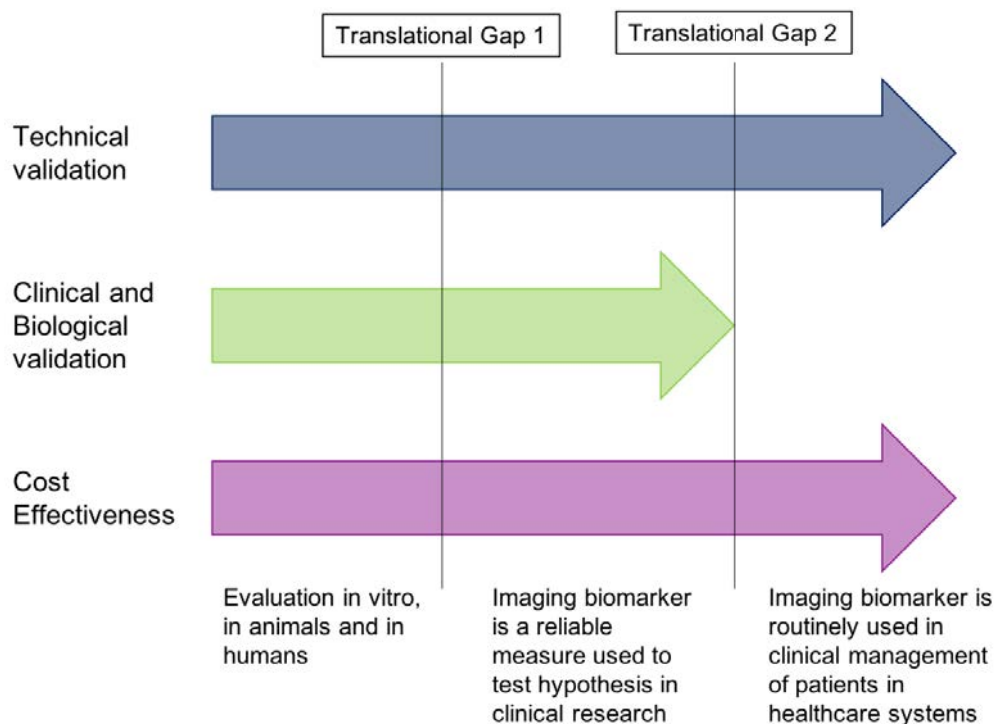 Translational Gap 1
Translational Gap 2
Technical
validation
Clinical and
Biological
validation
Cost
Effectiveness
Evaluation in vitro,
in animals and in
humans
Imaging biomarker
is a reliable
measure used to
test hypothesis in
clinical research
Imaging biomarker is
routinely used in
clinical management
of patients in
healthcare systems